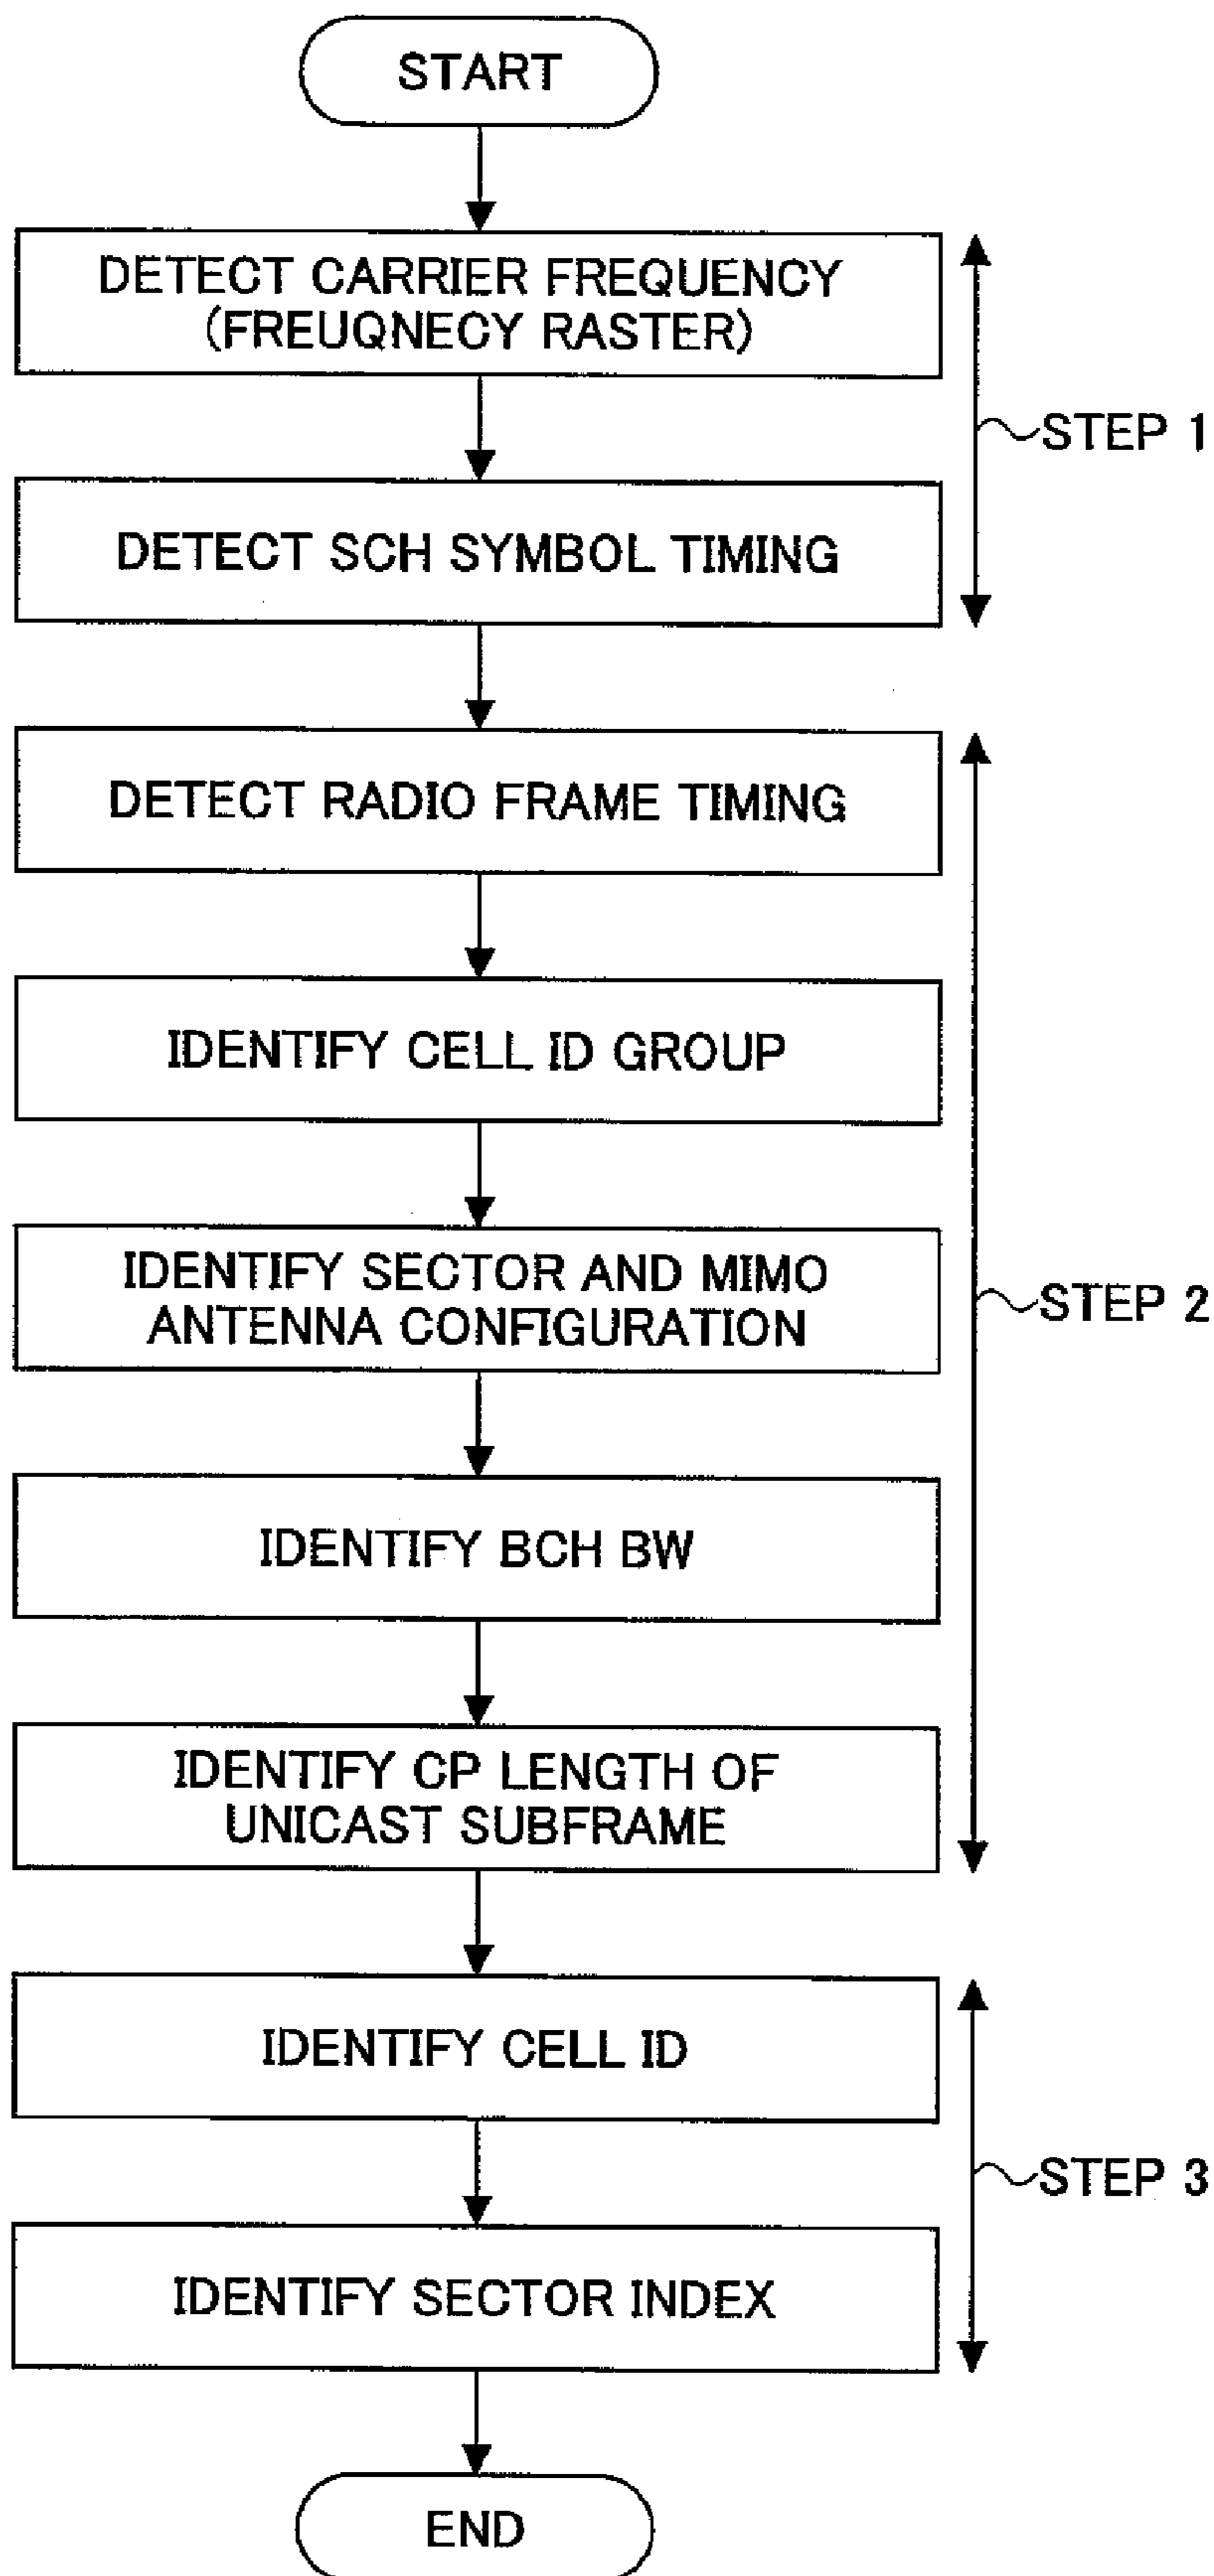 START
DETECT CARRIER FREQUENCY
(FREUQNECY RASTER)
STEP 1
DETECT SCH SYMBOL TIMING
DETECT RADIO FRAME TIMING
IDENTIFY CELL ID GROUP
IDENTIFY SECTOR AND MIMO
ANTENNA CONFIGURATION
STEP 2
IDENTIFY BCH BW
IDENTIFY CP LENGTH OF
UNICAST SUBFRAME
IDENTIFY CELL ID
STEP 3
IDENTIFY SECTOR INDEX
END